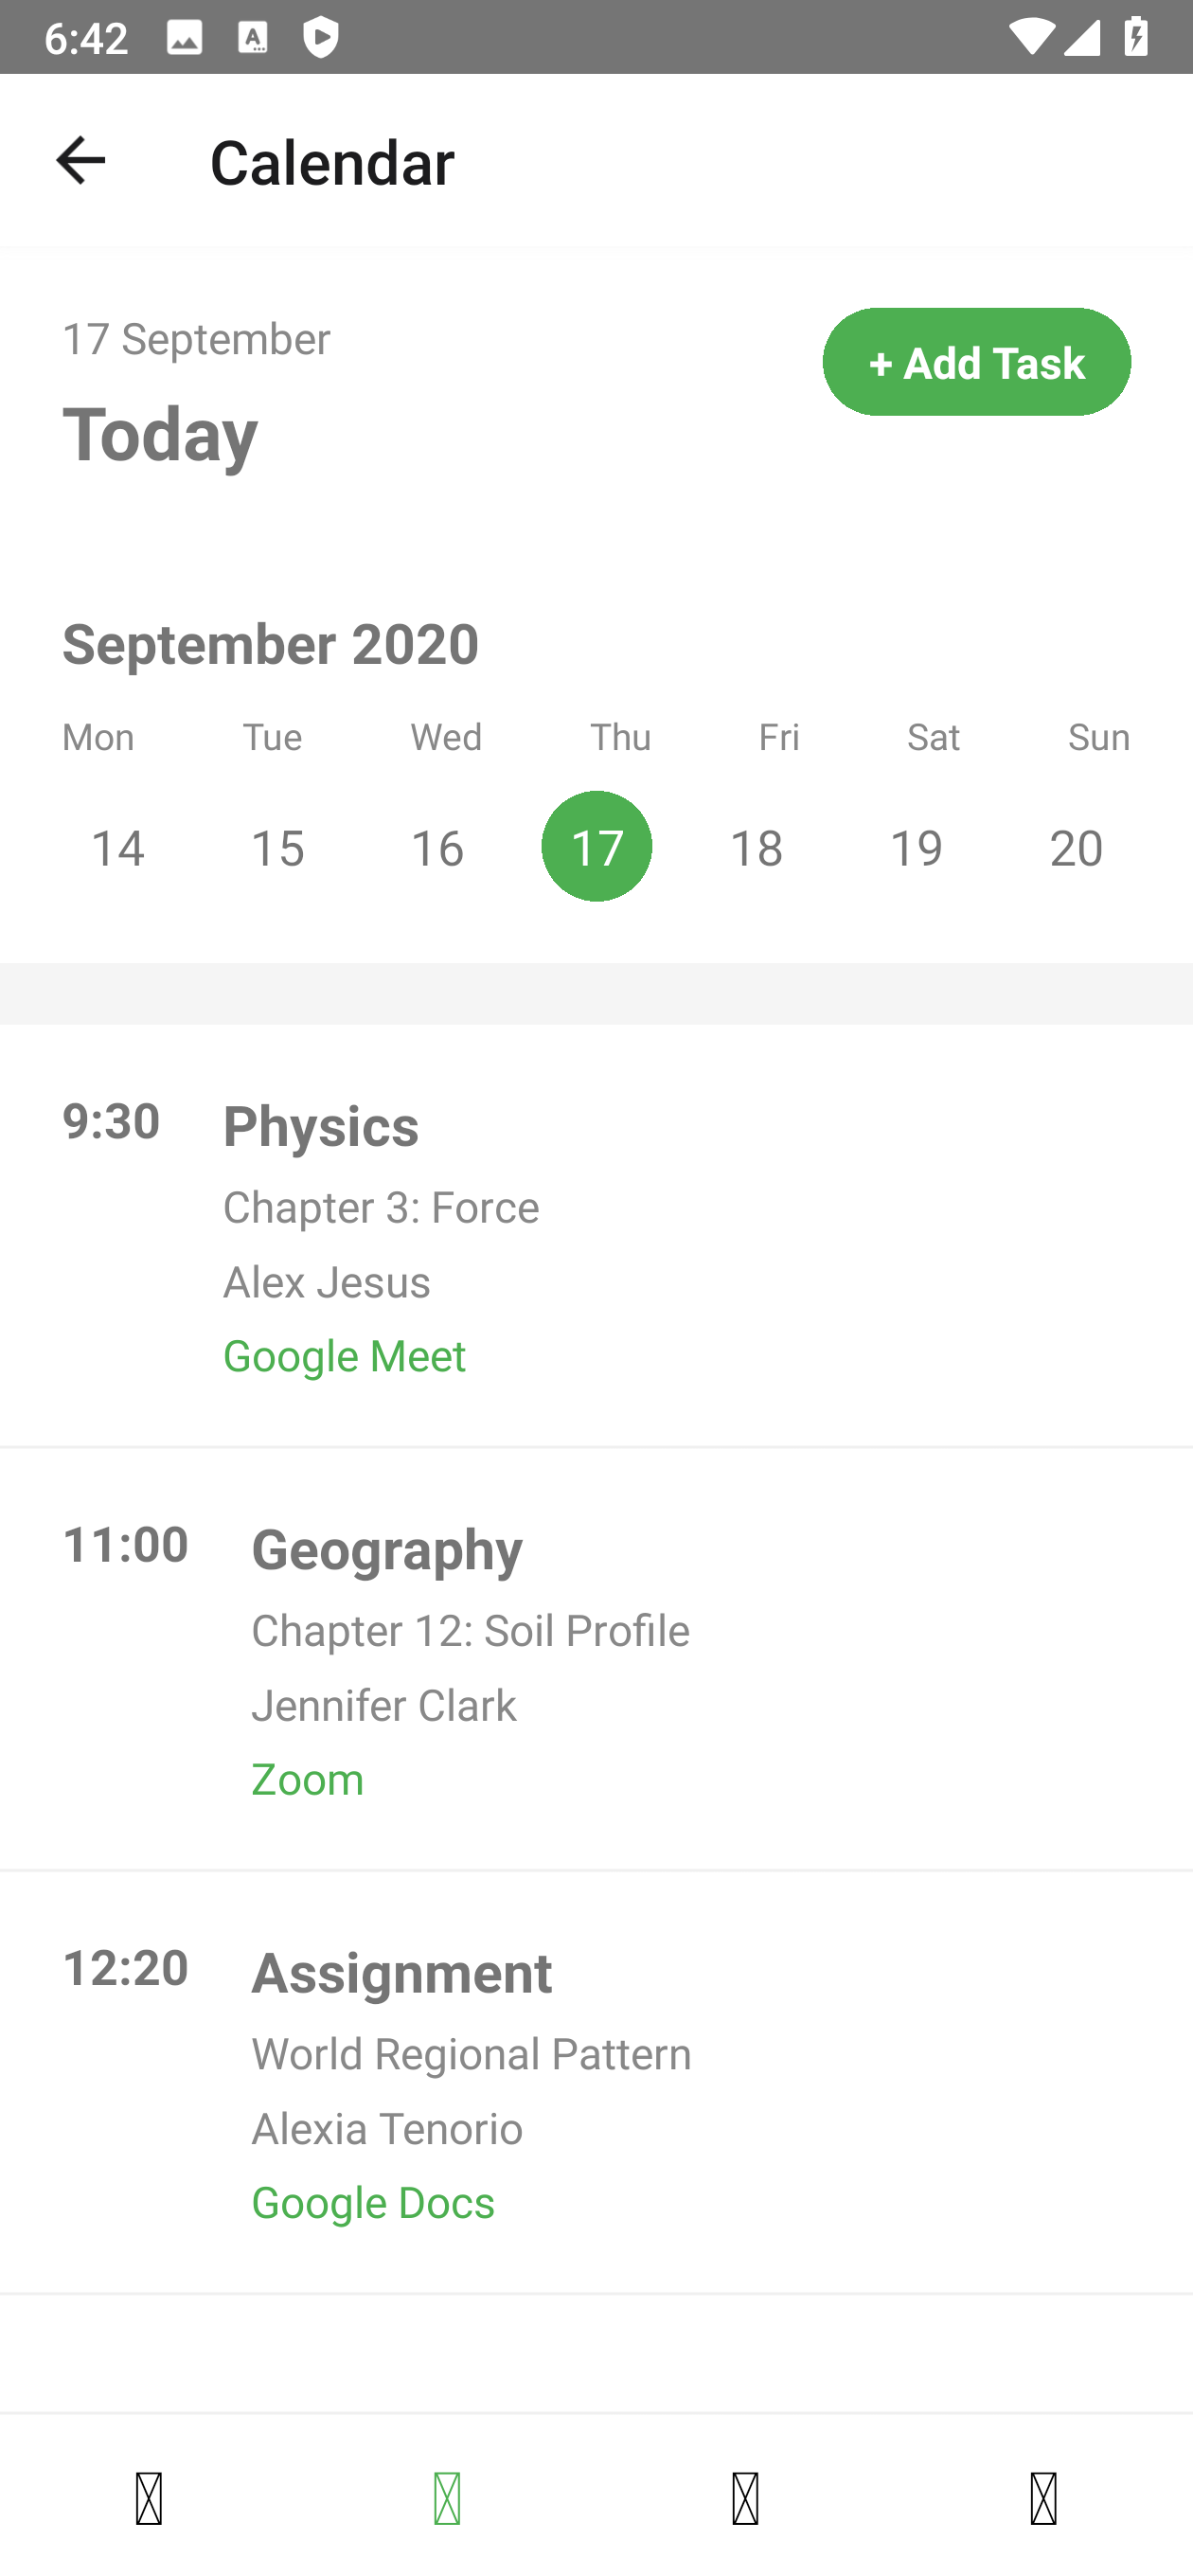 6:42
Calendar
17 September
+ Add Task
Today
September 2020
Mon Tue Wed Thu Fri Sat Sun
14 15 16 17 18 19 20
9:30 Physics
Chapter 3: Force
Alex Jesus
Google Meet
11:00 Geography
Chapter 12: Soil Profile
Jennifer Clark
Zoom
12:20 Assignment
World Regional Pattern
Alexia Tenorio
Google Docs